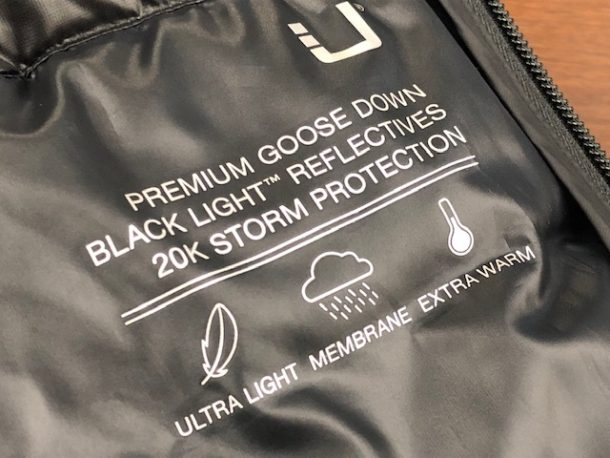 PREMIUM GOOSE DOWN
BLACK LIGHT™ REFLECTIVES
20K STORM PROTECTION
ULTRA LIGHT MEMBRANE EXTRA WARM